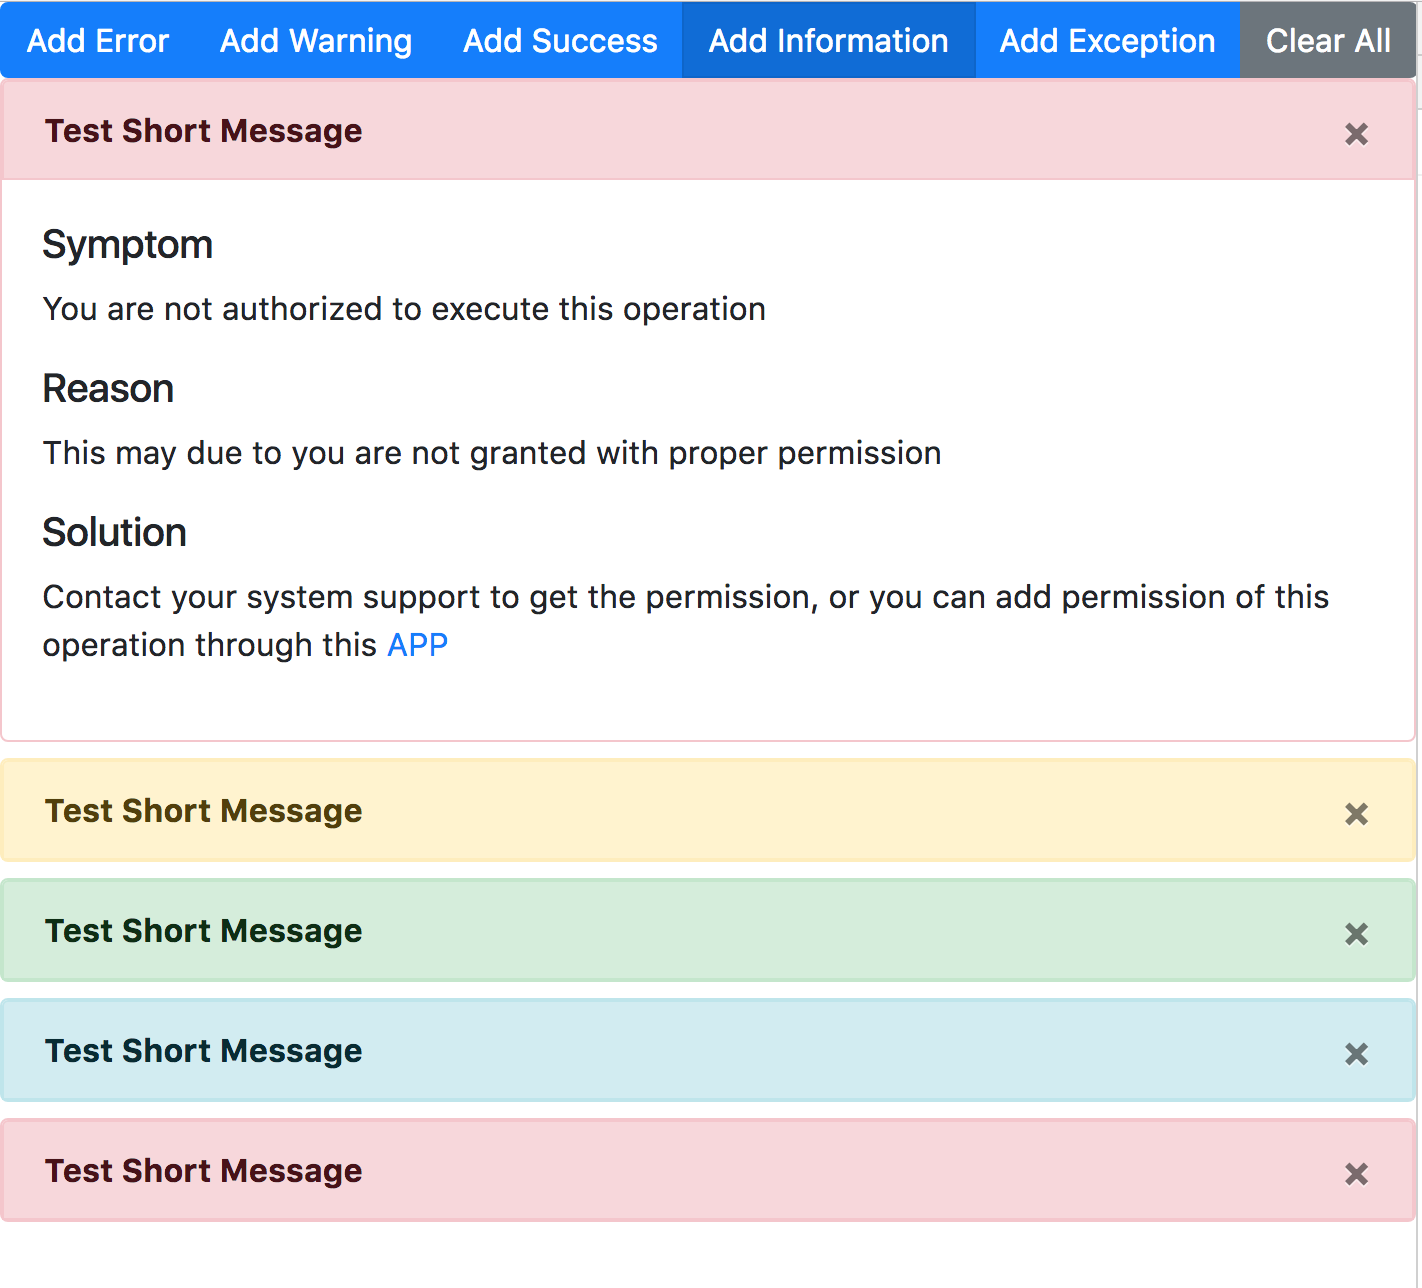 Add Error Add Warning Add Success Add Information Add Exception Clear All
Test Short Message ×
Symptom
You are not authorized to execute this operation
Reason
This may due to you are not granted with proper permission
Solution
Contact your system support to get the permission, or you can add permission of this
operation through this APP
Test Short Message ×
Test Short Message ×
Test Short Message ×
Test Short Message ×